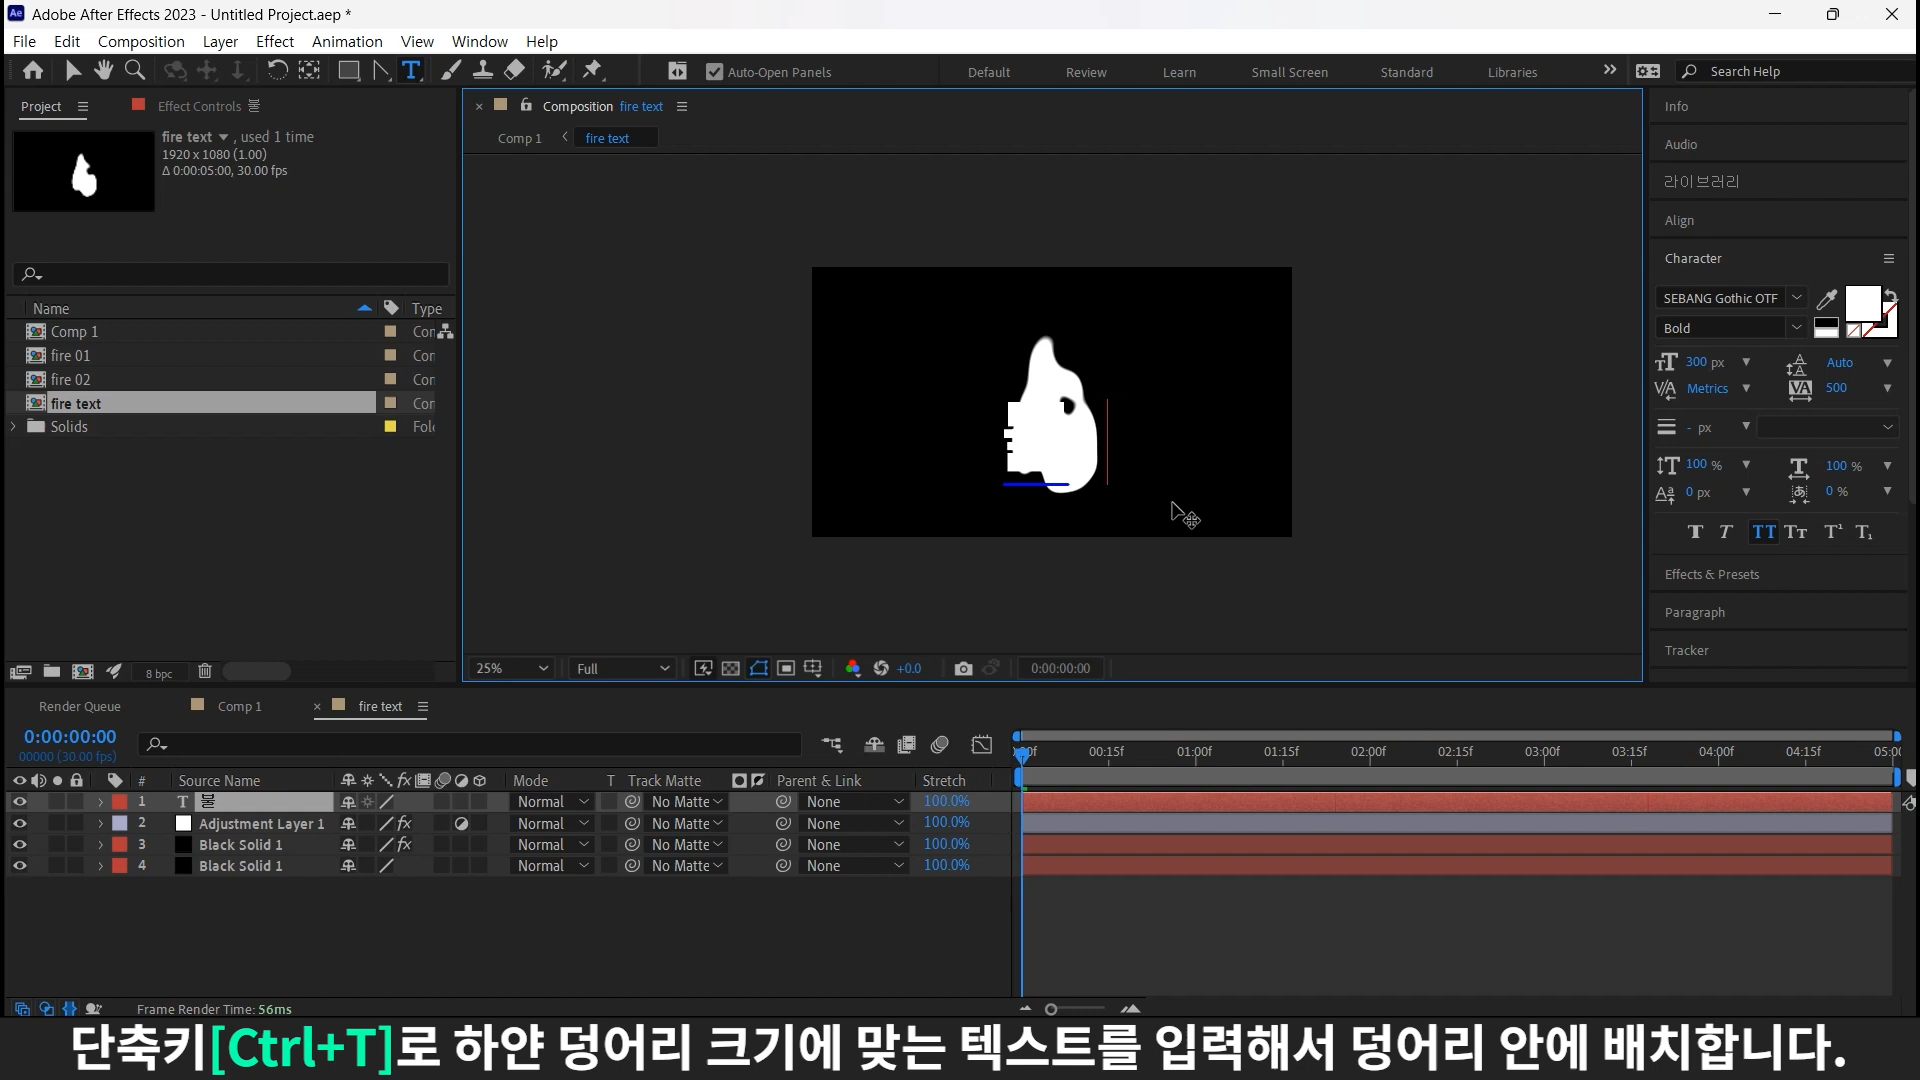 Adobe After Effects 2023 - Untitled Project.aep *
File Edit Composition Layer Effect Animation View Window Help
Auto-Open Panels Default Review Learn Small Screen Standard Libraries Search Help
Project Effect Controls 불
fire text , used 1 time
1920 x 1080 (1.00)
Δ 0:00:05:00, 30.00 fps
Name Type
Comp 1
fire 01
fire 02
fire text
Solids
8 bpc
Composition fire text
Comp 1 fire text
25% Full +0.0 0:00:00:00
Info
Audio
라이브러리
Align
Character
SEBANG Gothic OTF
Bold
300 px Auto
Metrics 500
- px
100 % 100 %
0 px 0 %
Effects & Presets
Paragraph
Tracker
Render Queue Comp 1 fire text
0:00:00:00
00000 (30.00 fps)
00:15f 01:00f 01:15f 02:00f 02:15f 03:00f 03:15f 04:00f 04:15f
# Source Name Mode T Track Matte Parent & Link Stretch
1 T 불 Normal No Matte None 100.0%
2 Adjustment Layer 1 fx Normal No Matte None 100.0%
3 Black Solid 1 fx Normal No Matte None 100.0%
4 Black Solid 1 Normal No Matte None 100.0%
Frame Render Time: 56ms
단축키[Ctrl+T]로 하얀 덩어리 크기에 맞는 텍스트를 입력해서 덩어리 안에 배치합니다.